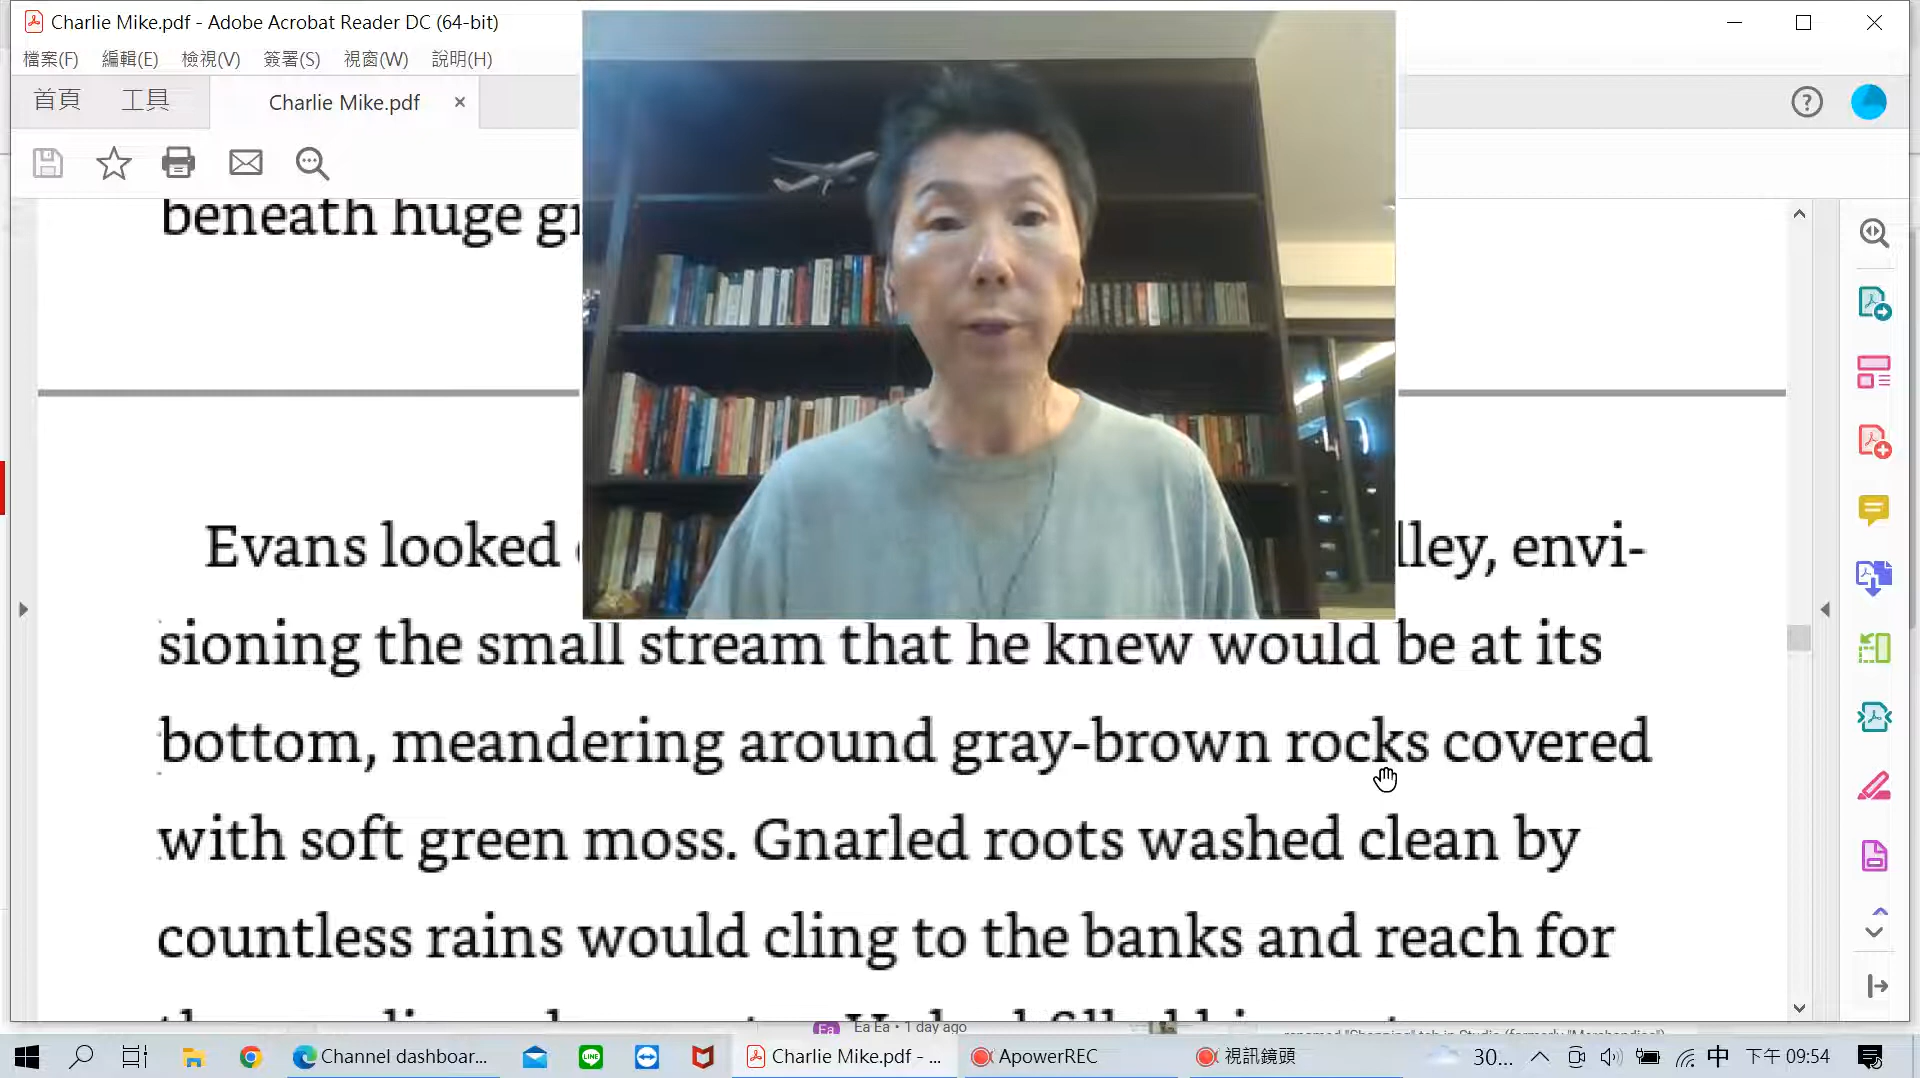 Charlie Mike.pdf - Adobe Acrobat Reader DC (64-bit)
檔案(F) 編輯(E) 檢視(V) 簽署(S) 視窗(W) 說明(H)
首頁 工具 Charlie Mike.pdf ×
beneath huge
Evans looked lley, envi-
sioning the small stream that he knew would be at its
bottom, meandering around gray-brown rocks covered
with soft green moss. Gnarled roots washed clean by
countless rains would cling to the banks and reach for
Ea Ea Ea • 1 day ago
Channel dashboar... Charlie Mike.pdf - ... ApowerREC 視訊鏡頭 30... 中 下午 09:54